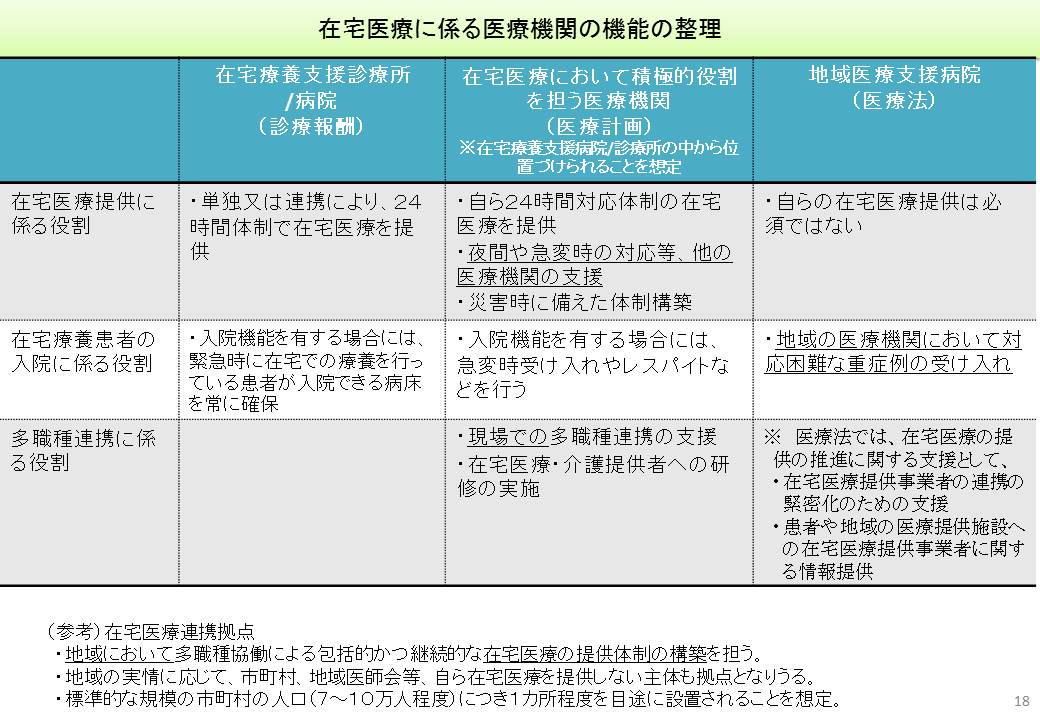 在宅医療に係る医療機関の機能の整理
在宅療養支援診療所
/病院
（診療報酬）
在宅医療において積極的役割
を担う医療機関
（医療計画）
※在宅療養支援病院/診療所の中から位
置づけられることを想定
地域医療支援病院
（医療法）
在宅医療提供に
係る役割
・単独又は連携により、24
時間体制で在宅医療を提
供
・自ら24時間対応体制の在宅
医療を提供
・夜間や急変時の対応等、他の
医療機関の支援
・災害時に備えた体制構築
・自らの在宅医療提供は必
須ではない
在宅療養患者の
入院に係る役割
・入院機能を有する場合には、
緊急時に在宅での療養を行っ
ている患者が入院できる病床
を常に確保
・入院機能を有する場合には、
急変時受け入れやレスパイトな
どを行う
・地域の医療機関において対
応困難な重症例の受け入れ
多職種連携に係
る役割
・現場での多職種連携の支援
・在宅医療・介護提供者への研
修の実施
※　医療法では、在宅医療の提
供の推進に関する支援として、
・在宅医療提供事業者の連携の
緊密化のための支援
・患者や地域の医療提供施設へ
の在宅医療提供事業者に関す
る情報提供
（参考）在宅医療連携拠点
・地域において多職種協働による包括的かつ継続的な在宅医療の提供体制の構築を担う。
・地域の実情に応じて、市町村、地域医師会等、自ら在宅医療を提供しない主体も拠点となりうる。
・標準的な規模の市町村の人口（７～１０万人程度）につき１カ所程度を目途に設置されることを想定。
18